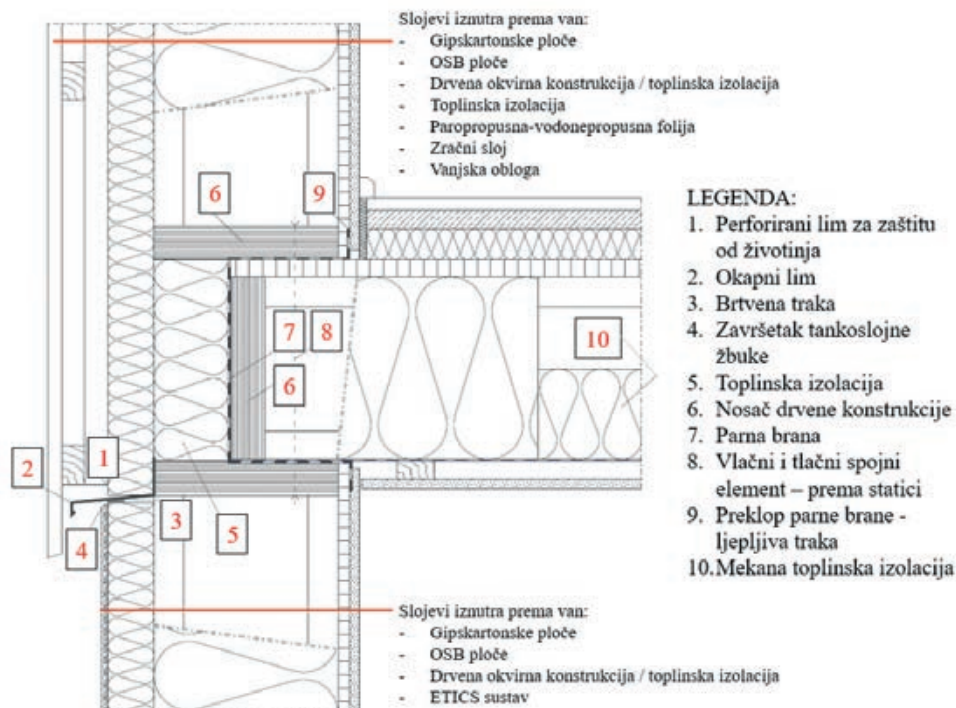 Slojevi iznutra prema van:
- Gipskartonske ploče
- OSB ploče
- Drvena okvirna konstrukcija / toplinska izolacija
- Toplinska izolacija
- Paropropusna-vodonepropusna folija
- Zračni sloj
- Vanjska obloga
6
9
7
8
6
10
2
1
4
3
5
LEGENDA:
1. Perforirani lim za zaštitu
od životinja
2. Okapni lim
3. Brtvena traka
4. Završetak tankoslojne
žbuke
5. Toplinska izolacija
6. Nosač drvene konstrukcije
7. Parna brana
8. Vlačni i tlačni spojni
element – prema statici
9. Preklop parne brane -
ljepljiva traka
10.Mekana toplinska izolacija
Slojevi iznutra prema van:
- Gipskartonske ploče
- OSB ploče
- Drvena okvirna konstrukcija / toplinska izolacija
- ETICS sustav